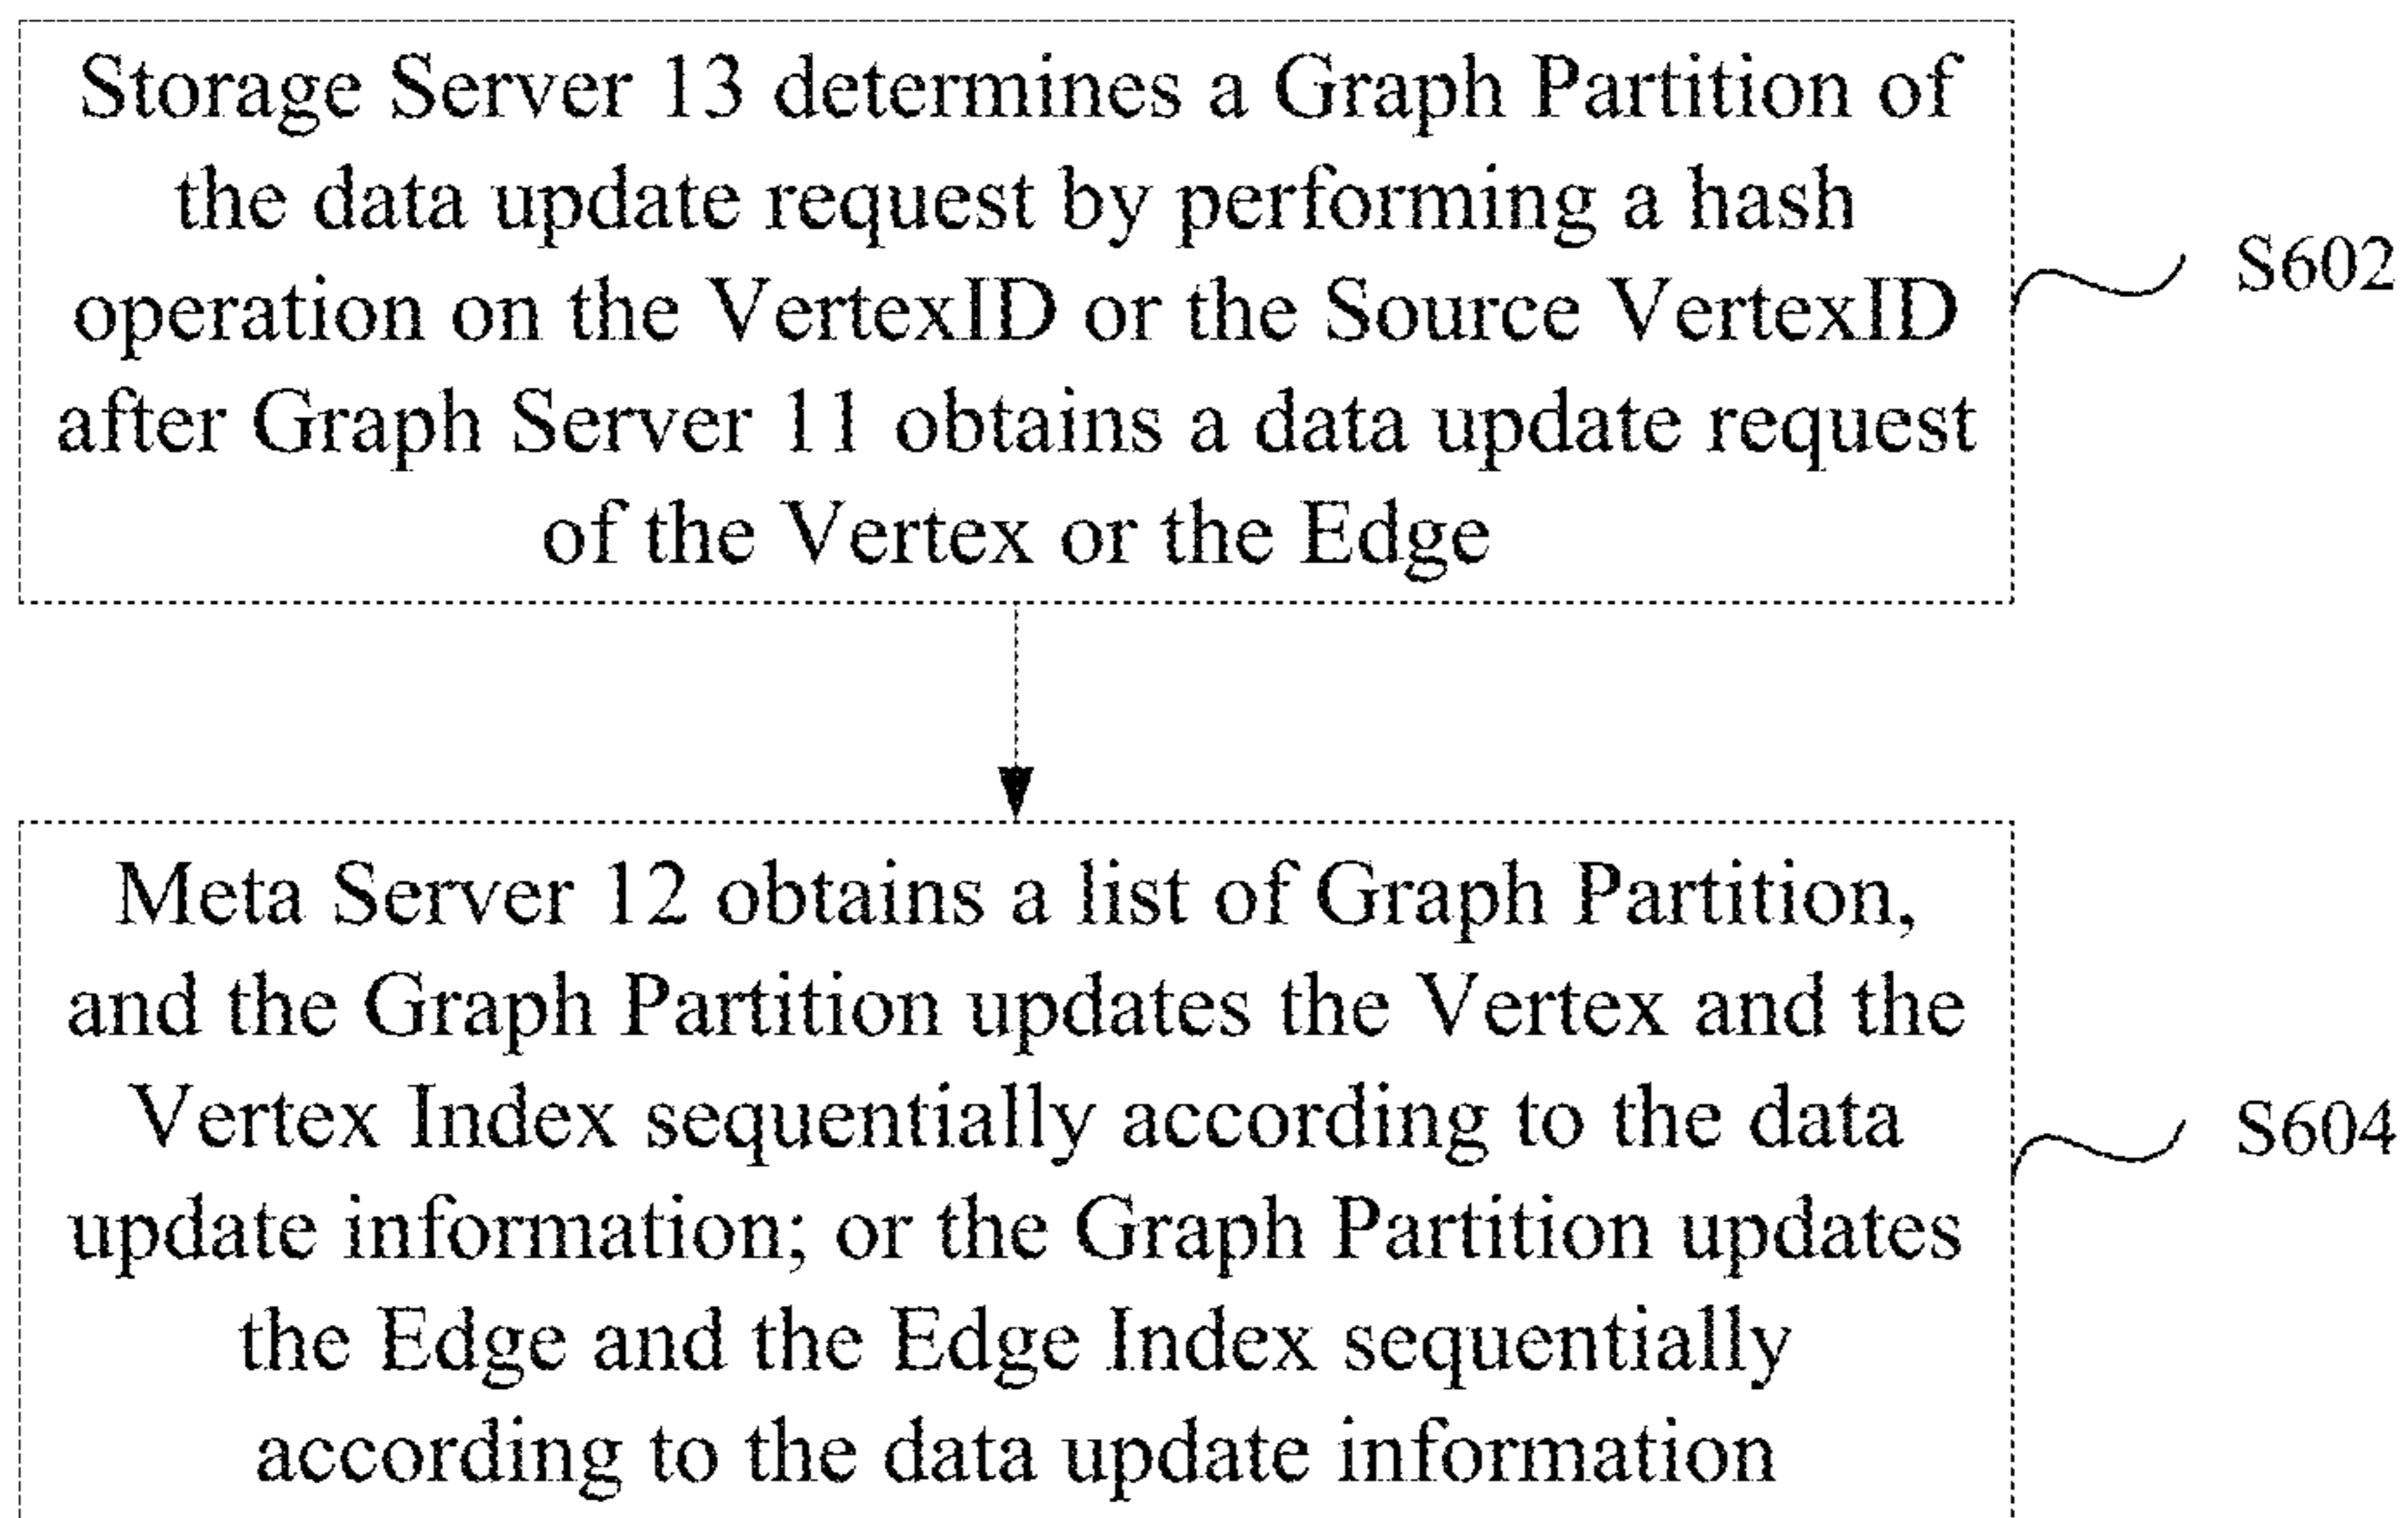 Storage Server 13 determines a Graph Partition of
the data update request by performing a hash
operation on the VertexID or the Source VertexID
after Graph Server 11 obtains a data update request
of the Vertex or the Edge
S602
Meta Server 12 obtains a list of Graph Partition,
and the Graph Partition updates the Vertex and the
Vertex Index sequentially according to the data
update information; or the Graph Partition updates
the Edge and the Edge Index sequentially
according to the data update information
S604